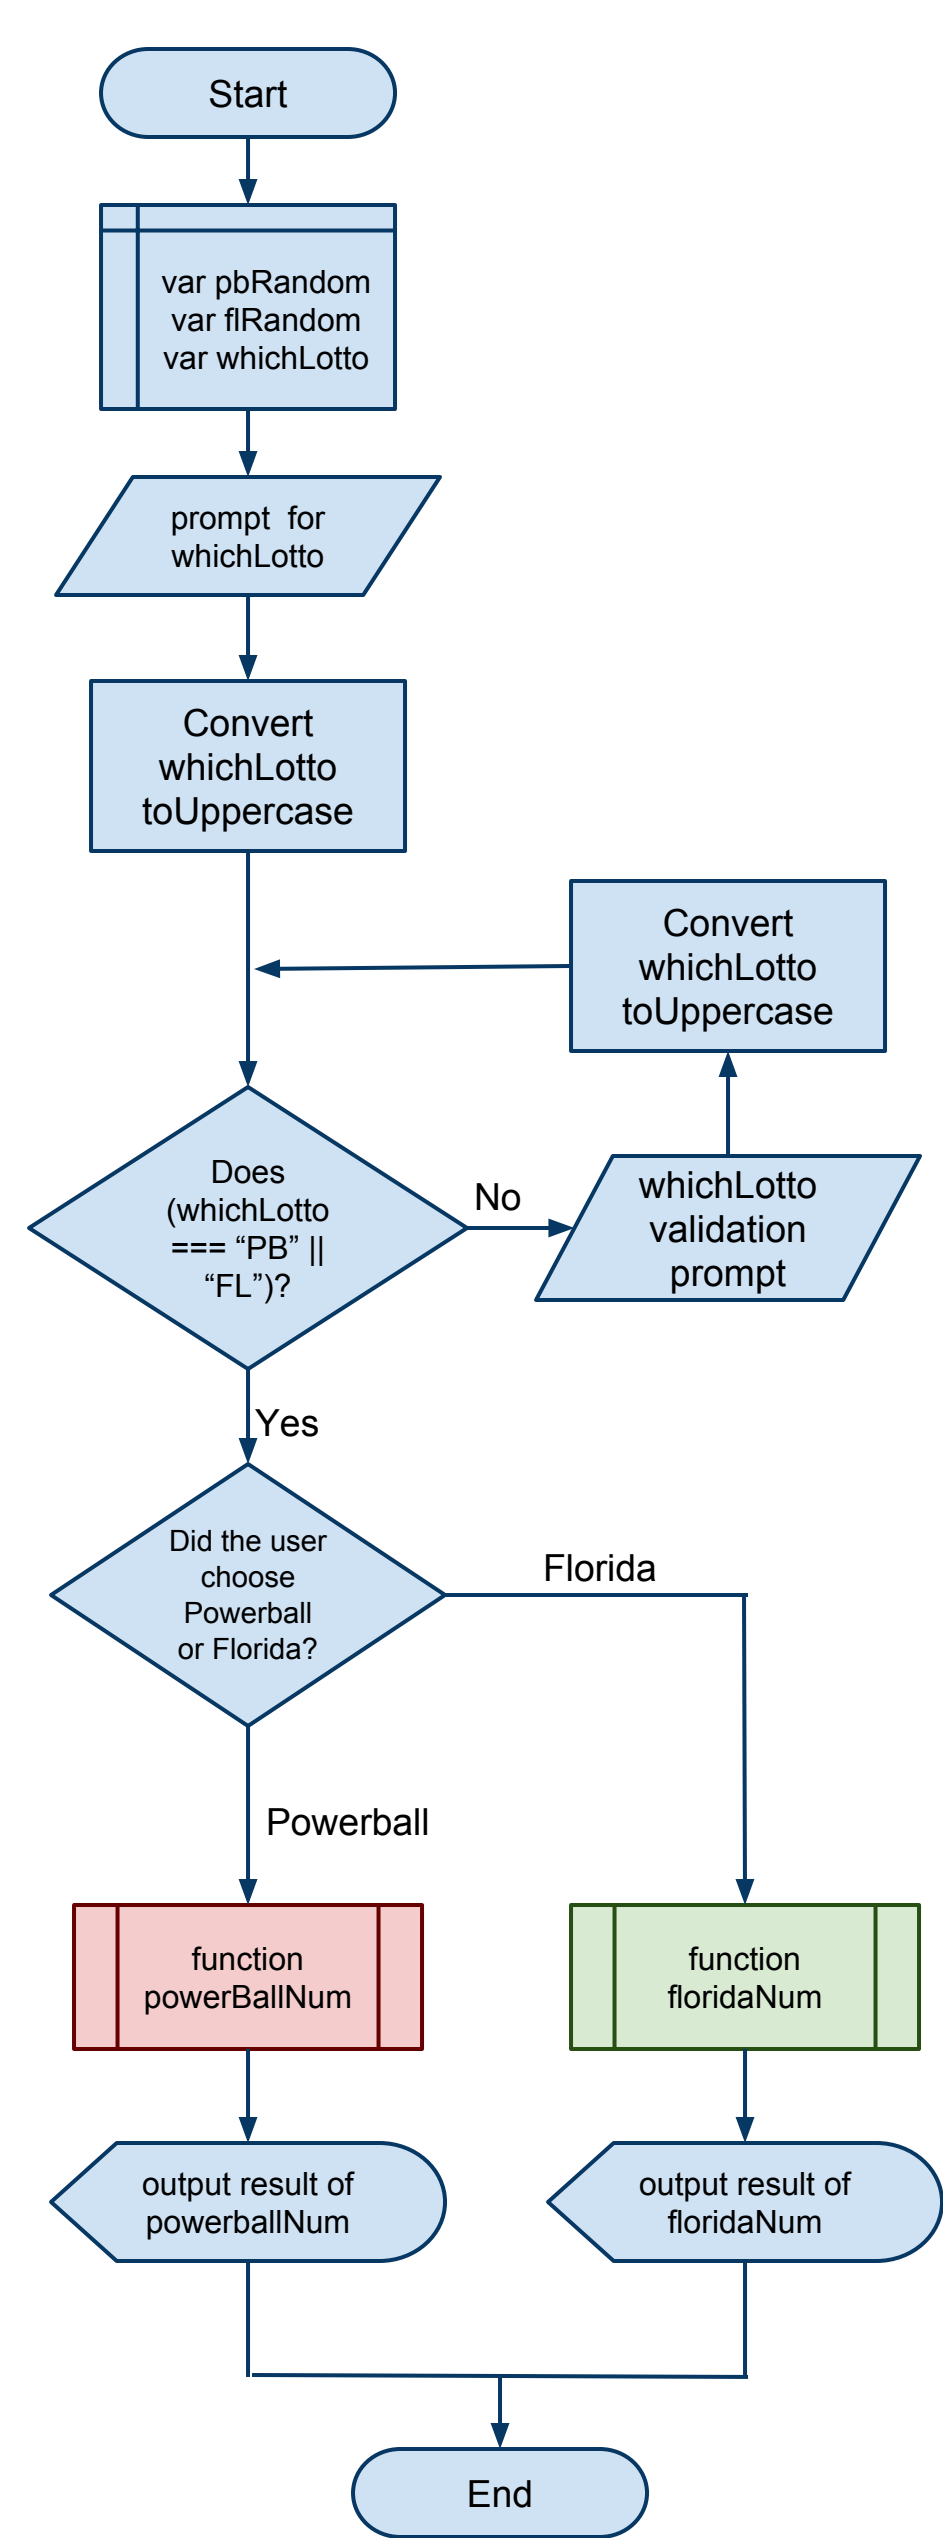 Start
var pbRandom
var flRandom
var whichLotto
prompt for
whichLotto
Convert
whichLotto
toUppercase
Convert
whichLotto
toUppercase
Does
(whichLotto
=== “PB” ||
“FL”)?
No
whichLotto
validation
prompt
Yes
Did the user
choose
Powerball
or Florida?
Florida
Powerball
function
powerBallNum
function
floridaNum
output result of
powerballNum
output result of
floridaNum
End